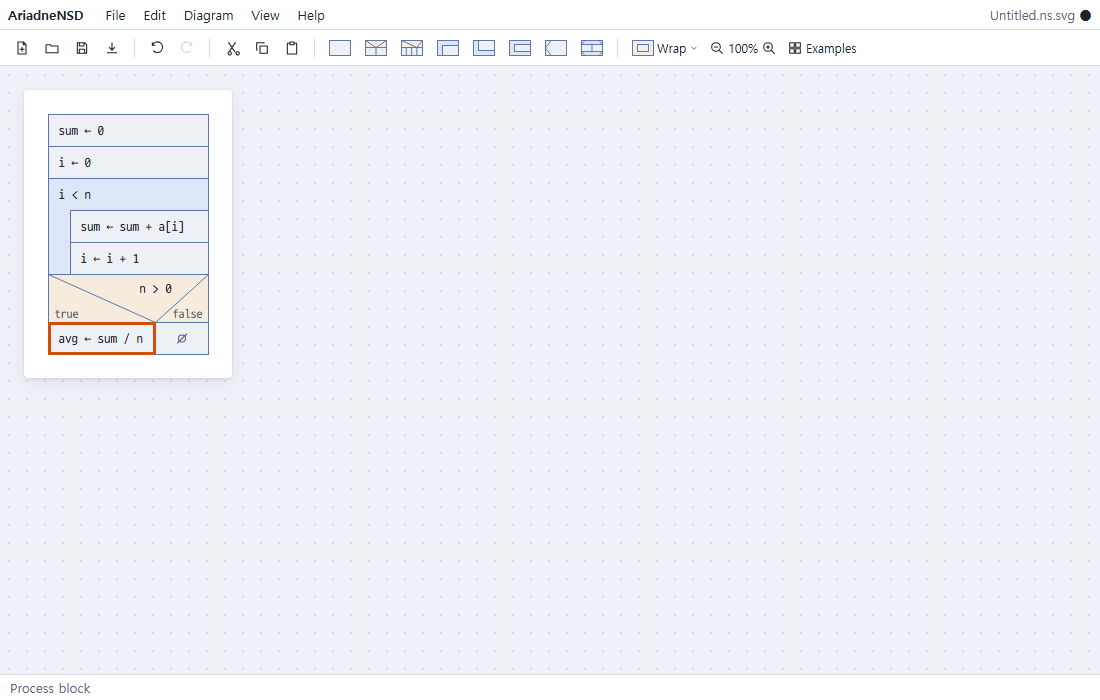 AriadneNSD File Edit Diagram View Help Untitled.ns.svg
Wrap 100% Examples
sum ← 0
i ← 0
i < n
sum ← sum + a[i]
i ← i + 1
n > 0
true false
avg ← sum / n ∅
Process block